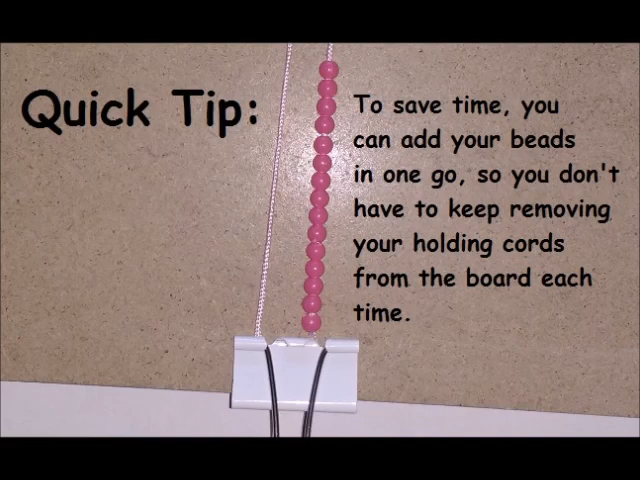 Quick Tip:
To save time, you
can add your beads
in one go, so you don't
have to keep removing
your holding cords
from the board each
time.